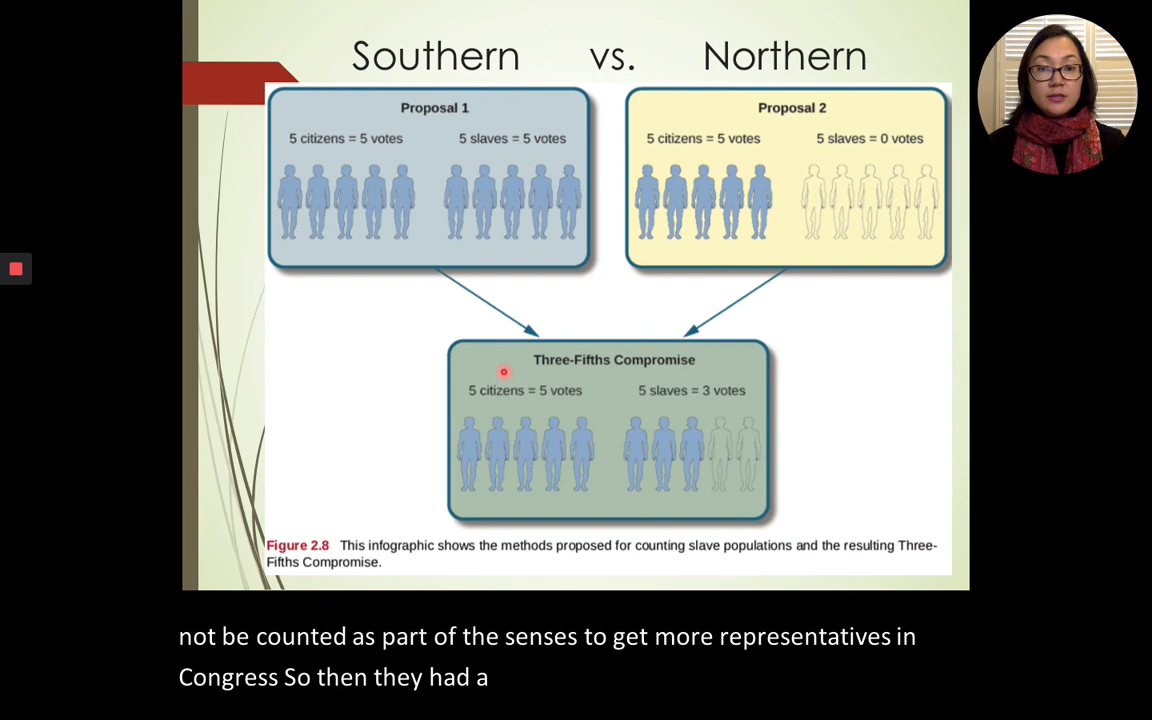 Southern vs. Northern
Proposal 1
5 citizens = 5 votes 5 slaves = 5 votes
Proposal 2
5 citizens = 5 votes 5 slaves = 0 votes
Three-Fifths Compromise
5 citizens = 5 votes 5 slaves = 3 votes
Figure 2.8 This infographic shows the methods proposed for counting slave populations and the resulting Three-
Fifths Compromise.
not be counted as part of the senses to get more representatives in
Congress So then they had a